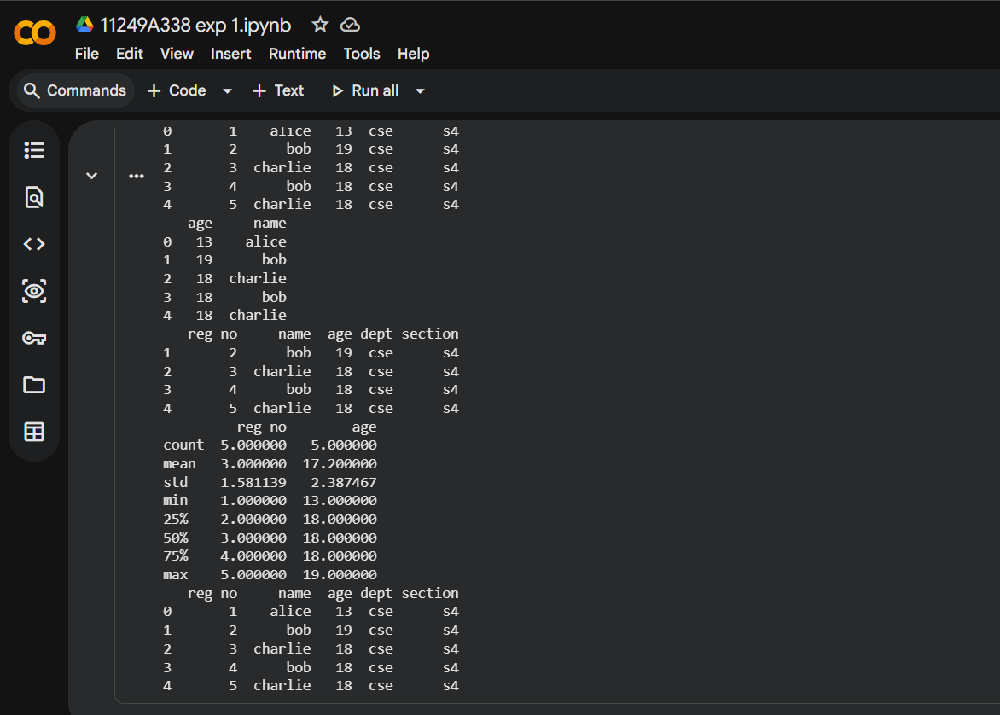 11249A338 exp 1.ipynb
File Edit View Insert Runtime Tools Help
Commands + Code + Text Run all
0 1 alice 13 cse s4
1 2 bob 19 cse s4
2 3 charlie 18 cse s4
3 4 bob 18 cse s4
4 5 charlie 18 cse s4
age name
0 13 alice
1 19 bob
2 18 charlie
3 18 bob
4 18 charlie
reg no name age dept section
1 2 bob 19 cse s4
2 3 charlie 18 cse s4
3 4 bob 18 cse s4
4 5 charlie 18 cse s4
reg no age
count 5.000000 5.000000
mean 3.000000 17.200000
std 1.581139 2.387467
min 1.000000 13.000000
25% 2.000000 18.000000
50% 3.000000 18.000000
75% 4.000000 18.000000
max 5.000000 19.000000
reg no name age dept section
0 1 alice 13 cse s4
1 2 bob 19 cse s4
2 3 charlie 18 cse s4
3 4 bob 18 cse s4
4 5 charlie 18 cse s4